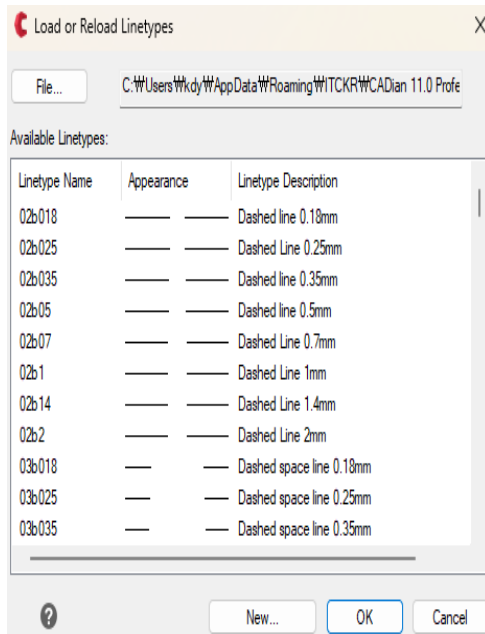 Load or Reload Linetypes
File... C:₩Users₩kdy₩AppData₩Roaming₩ITCKR₩CADian 11.0 Profe
Available Linetypes:
Linetype Name Appearance Linetype Description
02b018 Dashed line 0.18mm
02b025 Dashed Line 0.25mm
02b035 Dashed line 0.35mm
02b05 Dashed line 0.5mm
02b07 Dashed Line 0.7mm
02b1 Dashed Line 1mm
02b14 Dashed Line 1.4mm
02b2 Dashed Line 2mm
03b018 Dashed space line 0.18mm
03b025 Dashed space line 0.25mm
03b035 Dashed space line 0.35mm
? New... OK Cancel